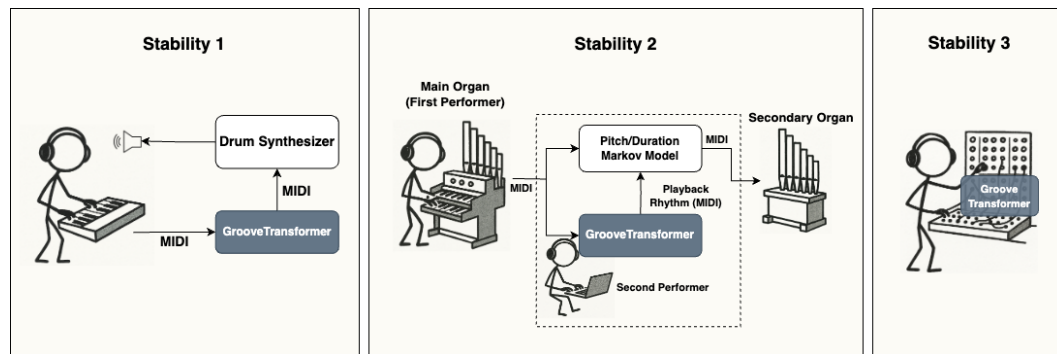 Stability 1
Drum Synthesizer
MIDI
GrooveTransformer
MIDI
Stability 2
Main Organ
(First Performer)
MIDI
Pitch/Duration
Markov Model
MIDI
Playback
Rhythm (MIDI)
GrooveTransformer
Second Performer
Secondary Organ
Stability 3
Groove
Transformer